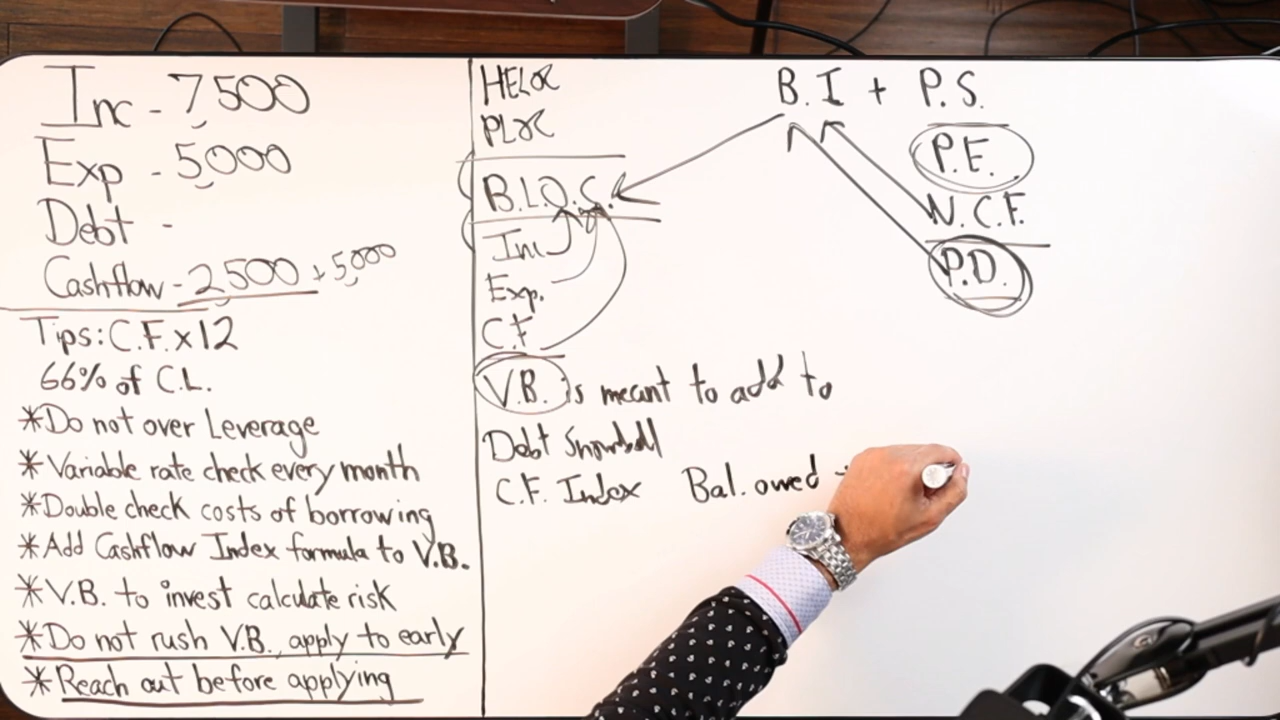 Inc - 7,500
Exp - 5,000
Debt -
Cashflow - 2,500 + 5,000
Tips: C.F. x 12
66% of C.L.
*Do not over Leverage
*Variable rate check every month
*Double check costs of borrowing
*Add Cashflow Index formula to V.B.
*V.B. to invest calculate risk
*Do not rush V.B., apply to early
*Reach out before applying
HELOC
PLOC
B.L.O.C.
Inc
Exp.
C.F
V.B. is meant to add to
Debt Snowball
C.F. Index Bal. owed
B.I + P.S.
P.E.
N.C.F.
P.D.